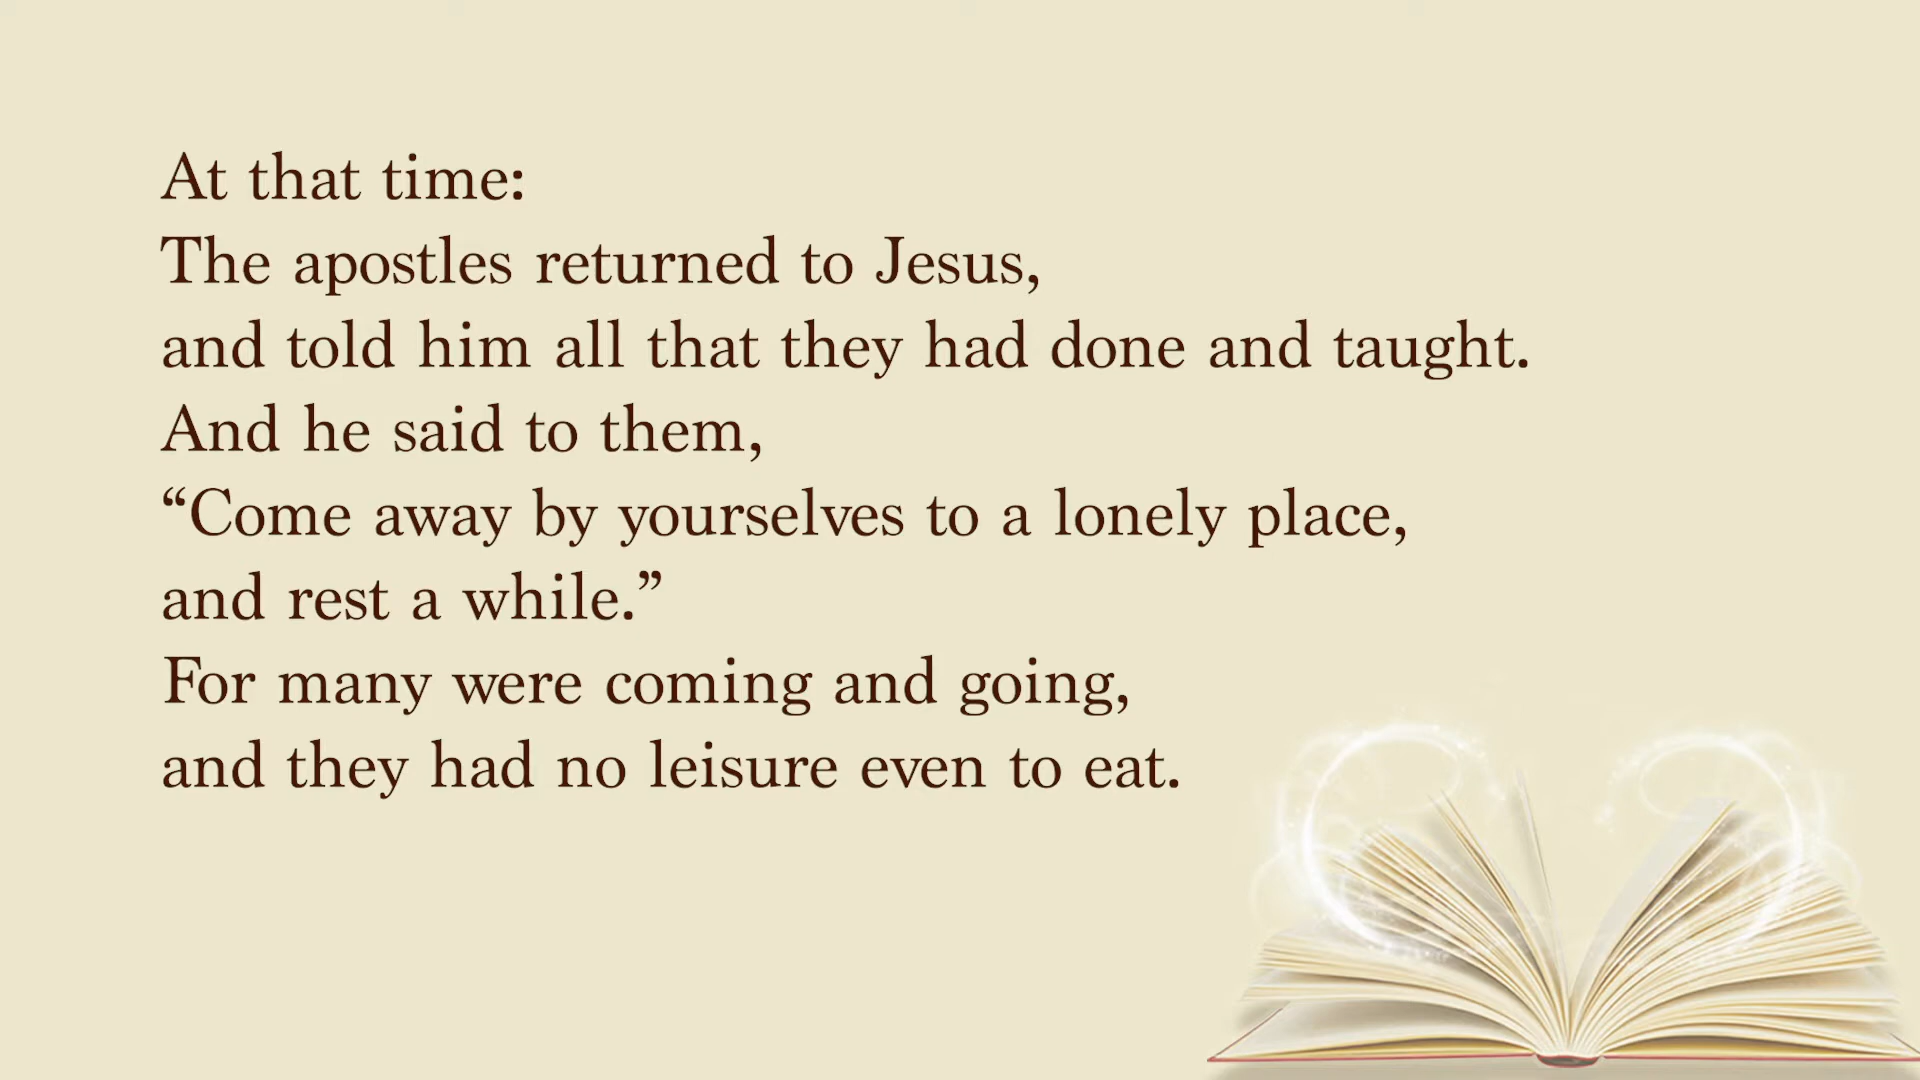 At that time:
The apostles returned to Jesus,
and told him all that they had done and taught.
And he said to them,
“Come away by yourselves to a lonely place,
and rest a while.”
For many were coming and going,
and they had no leisure even to eat.